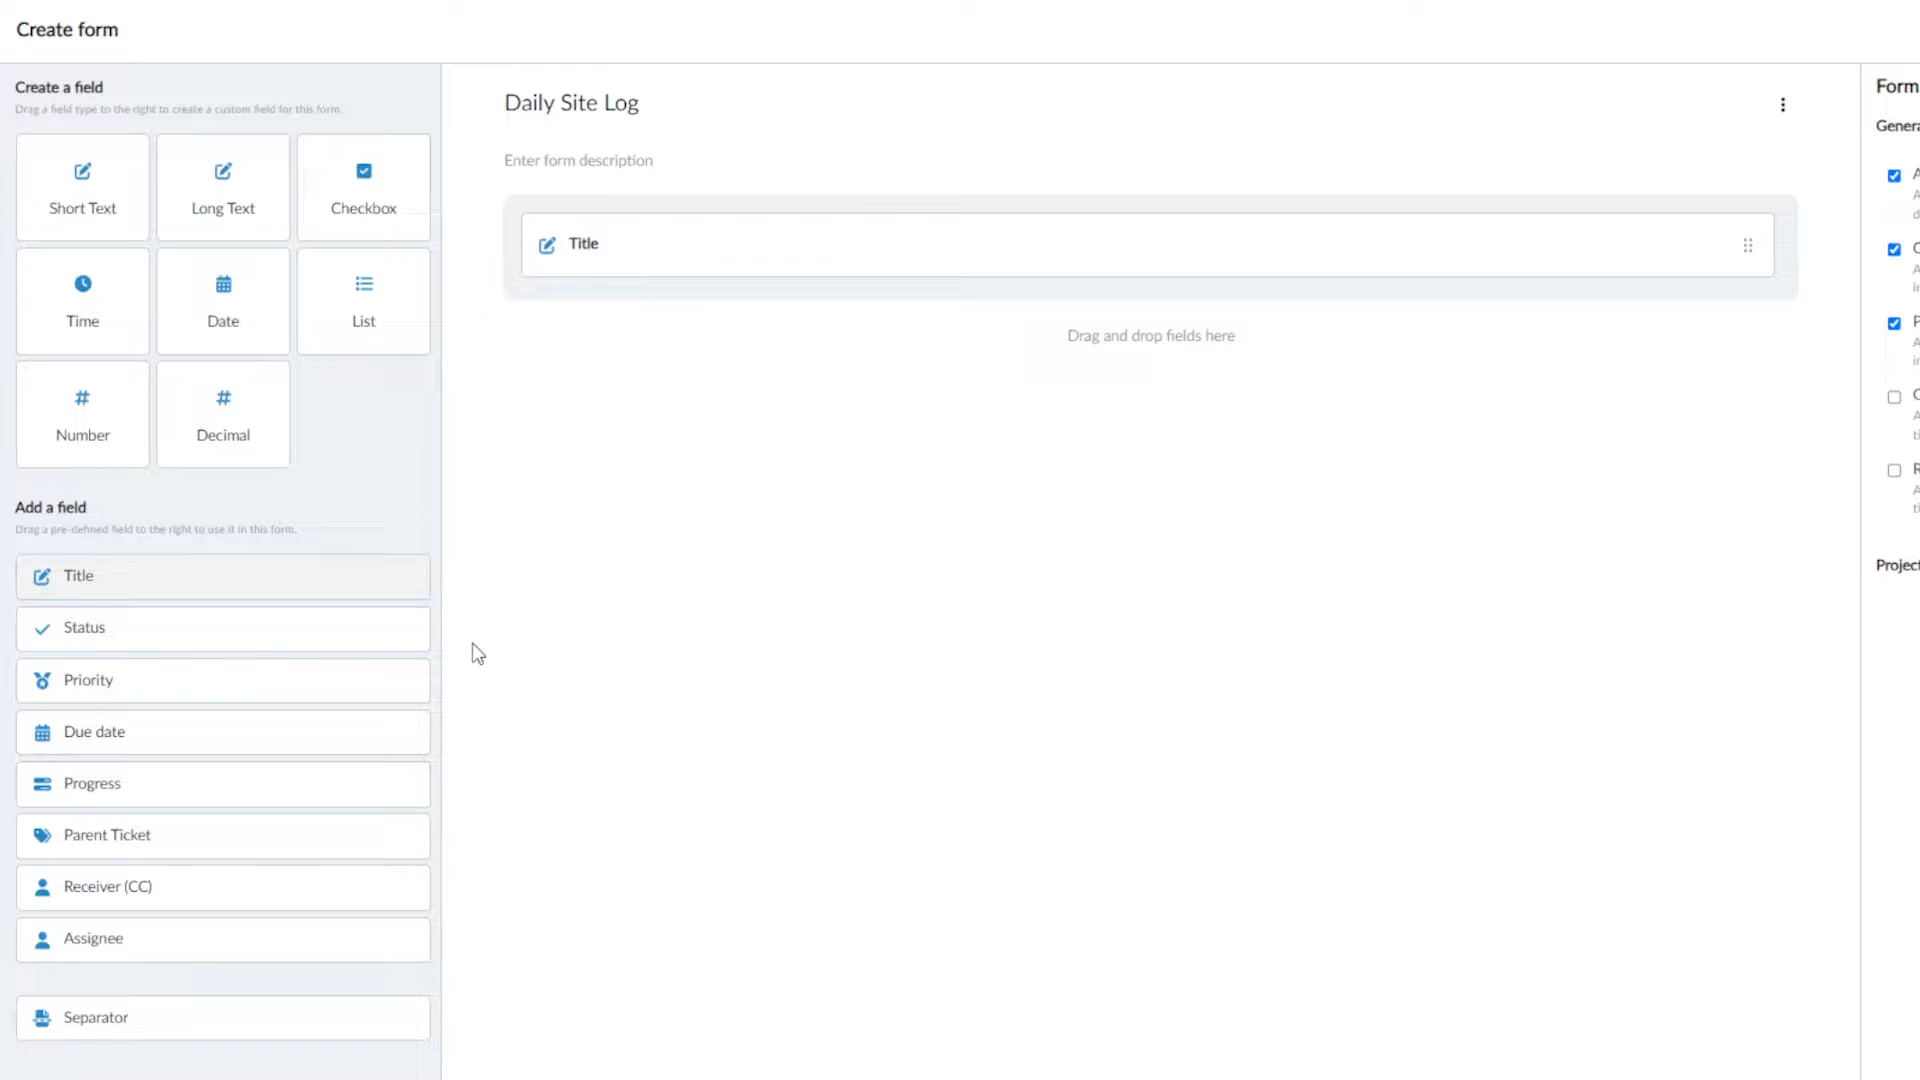 Create form
Create a field
Drag a field type to the right to create a custom field for this form.
Short Text
Long Text
Checkbox
Time
Date
List
Number
Decimal
Add a field
Drag a pre-defined field to the right to use it in this form.
Title
Status
Priority
Due date
Progress
Parent Ticket
Receiver (CC)
Assignee
Separator
Daily Site Log
Enter form description
Title
Drag and drop fields here
Form